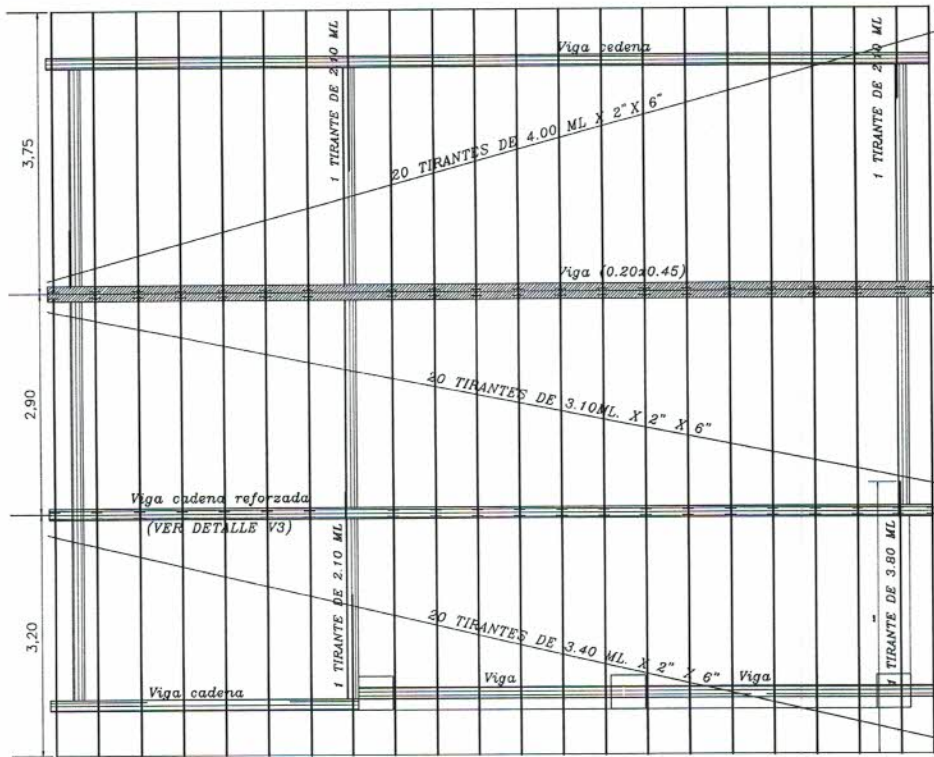 Viga cedena
1 TIRANTE DE 2.10 ML
1 TIRANTE DE 2.10 ML
3,75
20 TIRANTES DE 4.00 ML X 2" X 6"
Viga (0.20x0.45)
2,90
20 TIRANTES DE 3.10ML. X 2" X 6"
Viga cadena reforzada
(VER DETALLE V3)
1 TIRANTE DE 2.10 ML
1 TIRANTE DE 3.80 ML
3,20
20 TIRANTES DE 3.40 ML. X 2" X 6"
Viga cadena
Viga
Viga